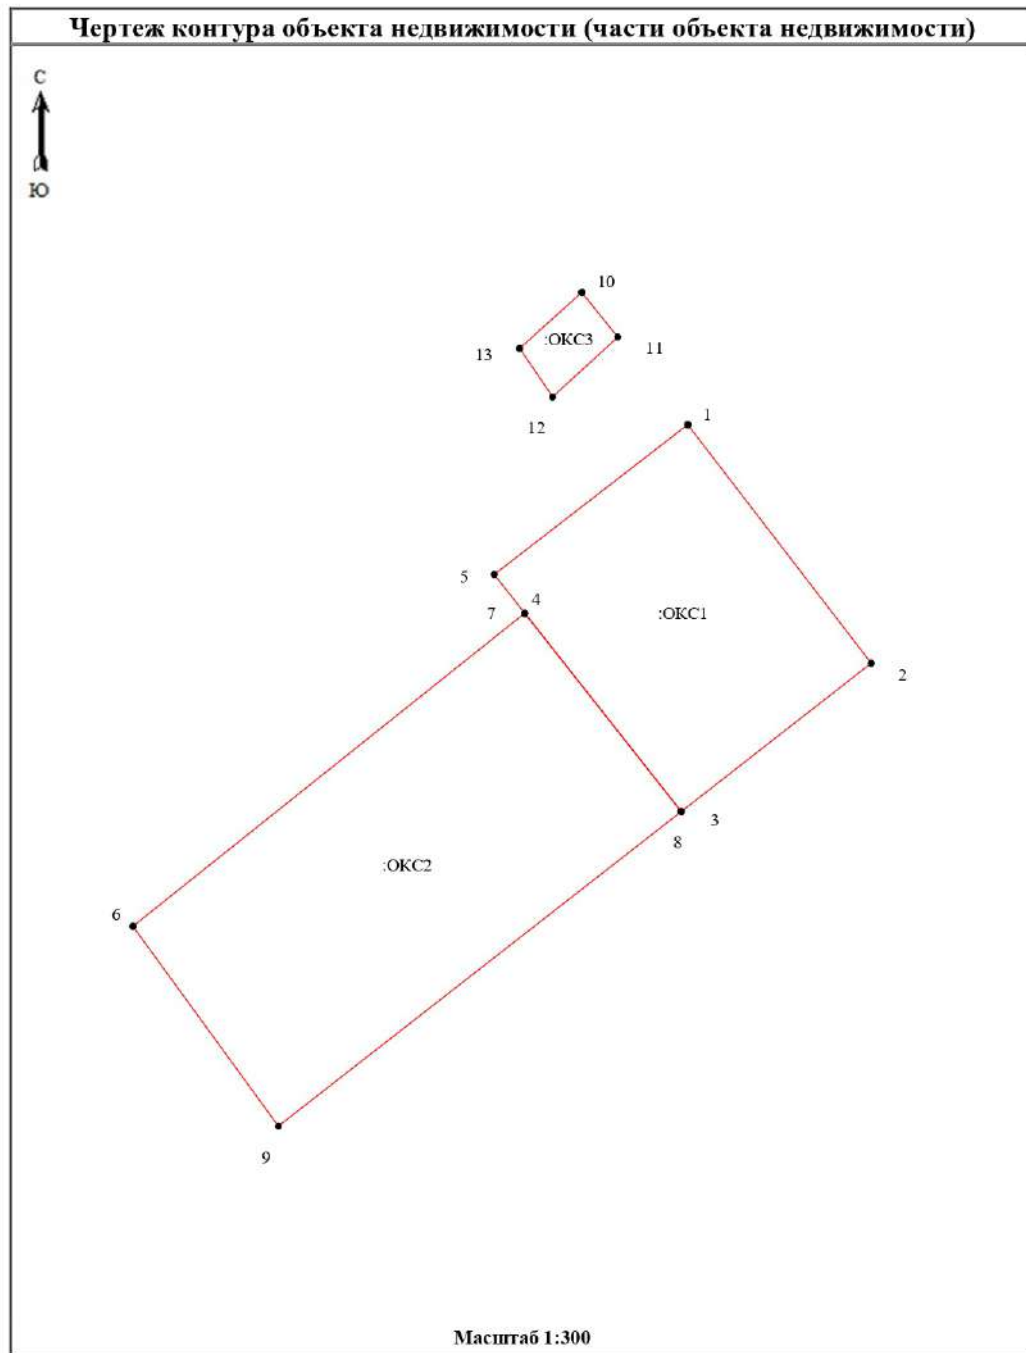 Чертеж контура объекта недвижимости (части объекта недвижимости)
С
Ю
10
:ОКС3
11
13
12
1
5
4
7
:ОКС1
2
3
8
:ОКС2
6
9
Масштаб 1:300